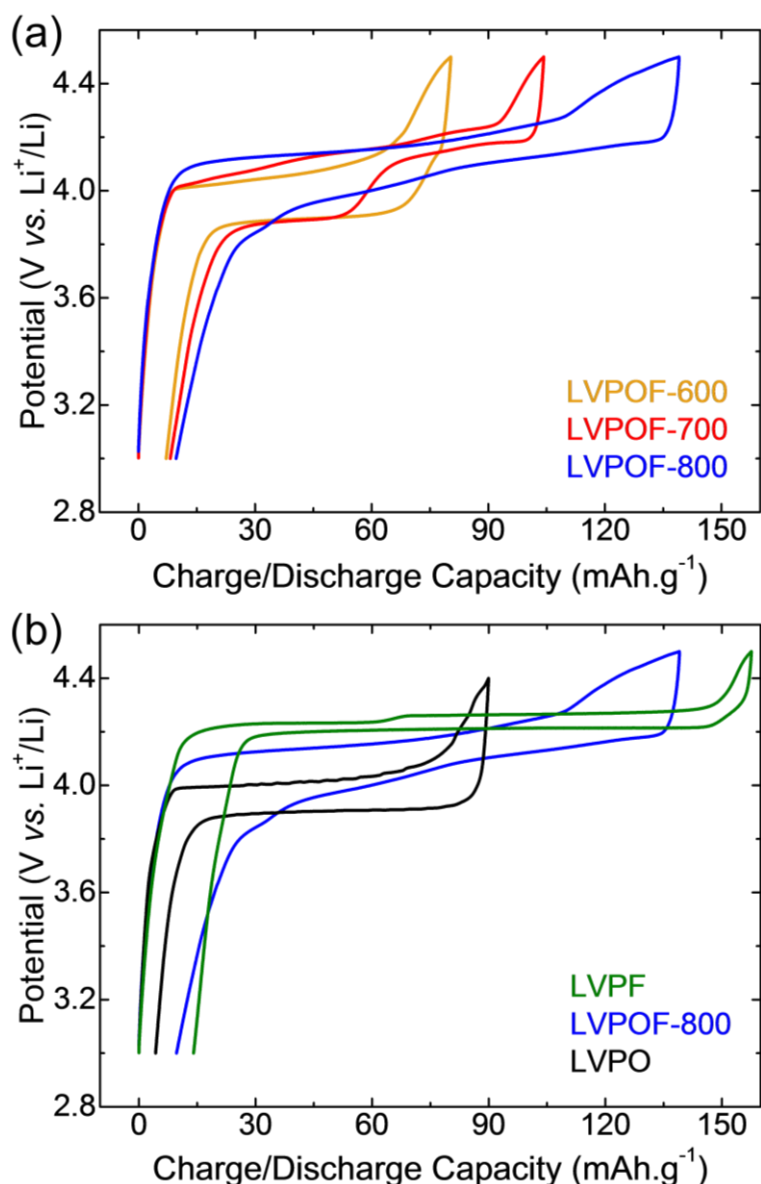 (a)
Potential (V vs. Li⁺/Li)
4.4
4.0
3.6
3.2
2.8
LVPOF-600
LVPOF-700
LVPOF-800
0 30 60 90 120 150
Charge/Discharge Capacity (mAh.g⁻¹)
(b)
Potential (V vs. Li⁺/Li)
4.4
4.0
3.6
3.2
2.8
LVPF
LVPOF-800
LVPO
0 30 60 90 120 150
Charge/Discharge Capacity (mAh.g⁻¹)